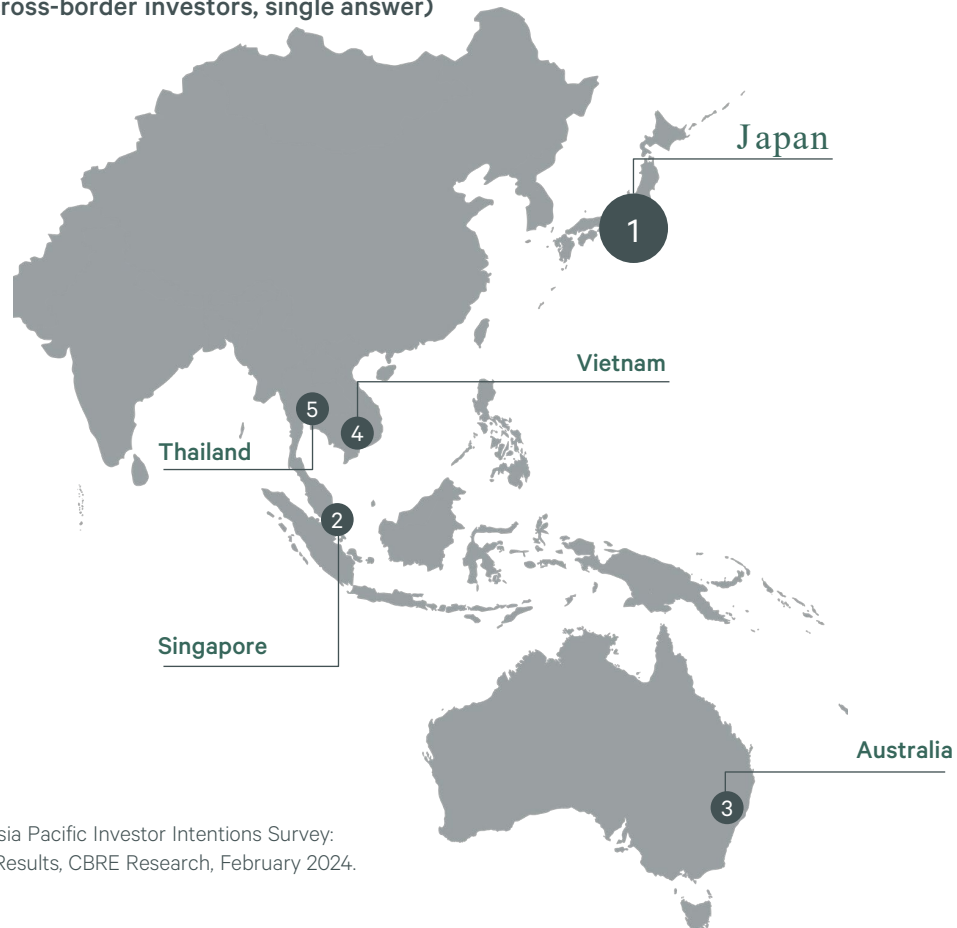 ross-border investors, single answer)
Japan
1
Vietnam
5
4
Thailand
2
Singapore
Australia
3
sia Pacific Investor Intentions Survey:
Results, CBRE Research, February 2024.